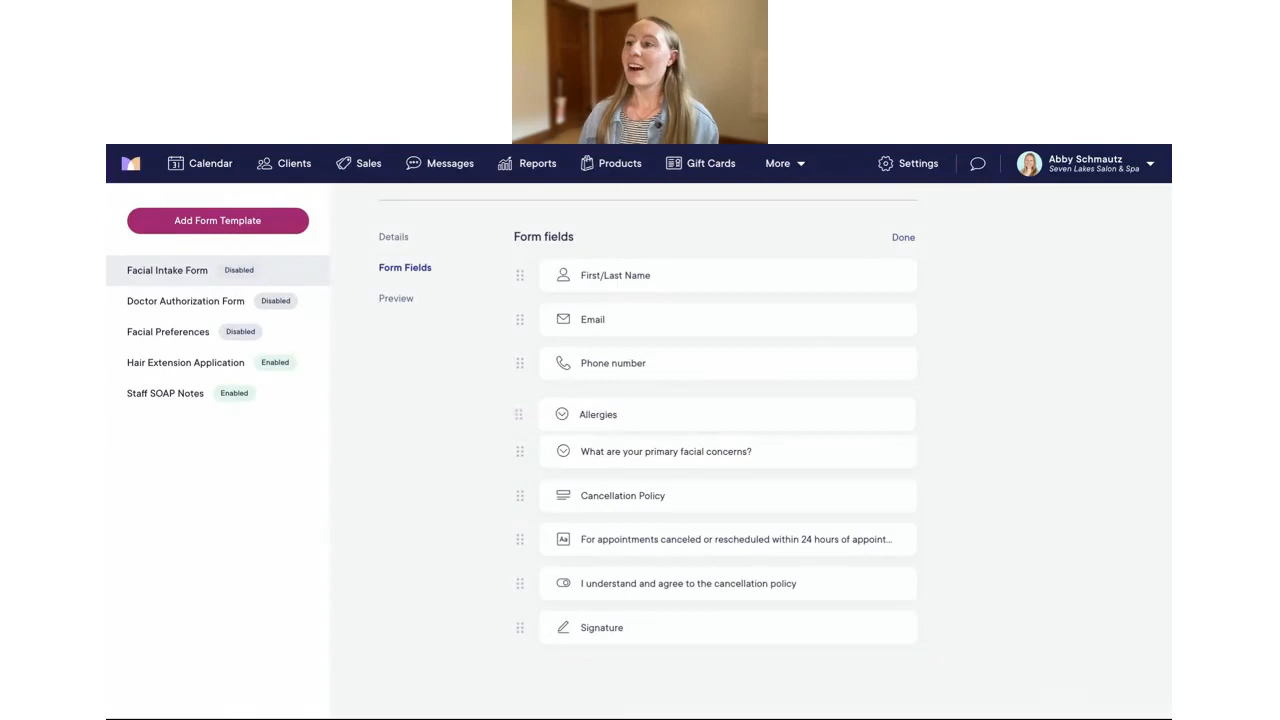 31 Calendar Clients Sales Messages Reports Products Gift Cards More Settings Abby Schmautz
Seven Lakes Salon & Spa
Add Form Template
Facial Intake Form Disabled
Doctor Authorization Form Disabled
Facial Preferences Disabled
Hair Extension Application Enabled
Staff SOAP Notes Enabled
Details
Form Fields
Preview
Form fields Done
First/Last Name
Email
Phone number
Allergies
What are your primary facial concerns?
Cancellation Policy
Aa For appointments canceled or rescheduled within 24 hours of appoint...
I understand and agree to the cancellation policy
Signature